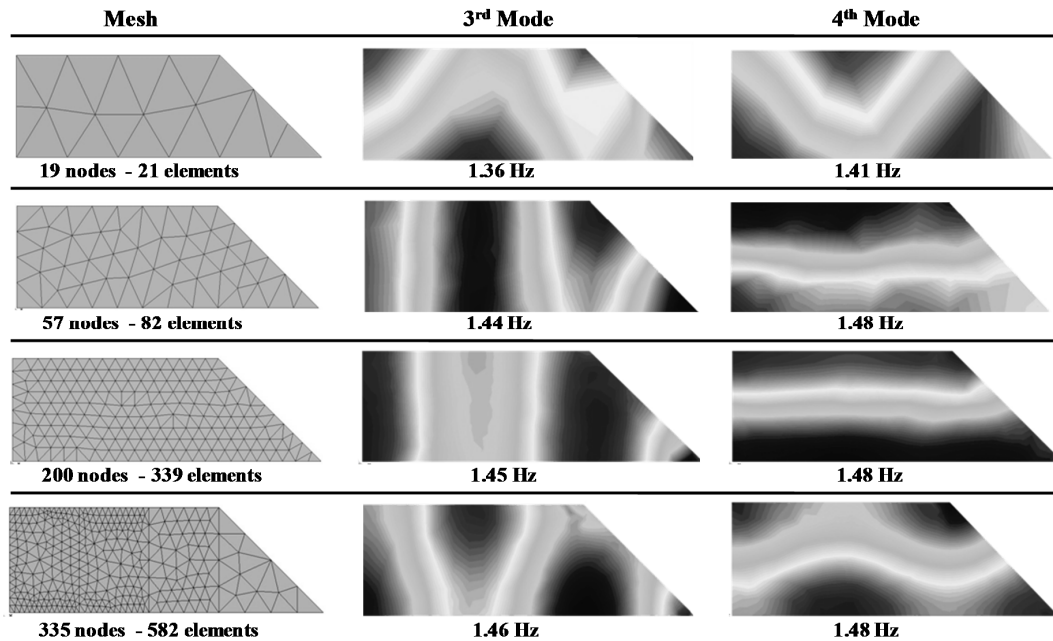 Mesh 3rd Mode 4th Mode
19 nodes - 21 elements 1.36 Hz 1.41 Hz
57 nodes - 82 elements 1.44 Hz 1.48 Hz
200 nodes - 339 elements 1.45 Hz 1.48 Hz
335 nodes - 582 elements 1.46 Hz 1.48 Hz